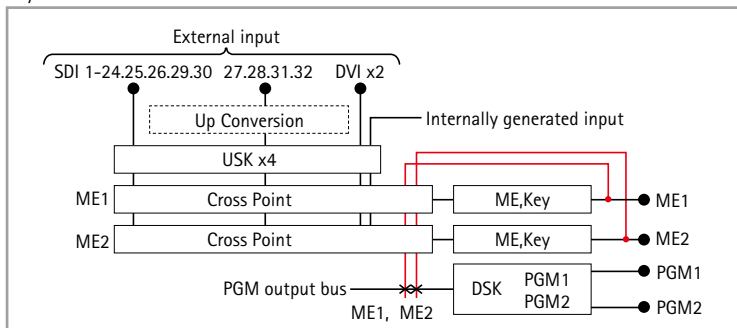 External input
SDI 1-24.25.26.29.30 27.28.31.32 DVI x2
Up Conversion
Internally generated input
USK x4
ME1 Cross Point ME,Key ME1
ME2 Cross Point ME,Key ME2
PGM output bus DSK PGM1 PGM1
PGM2 PGM2
ME1, ME2